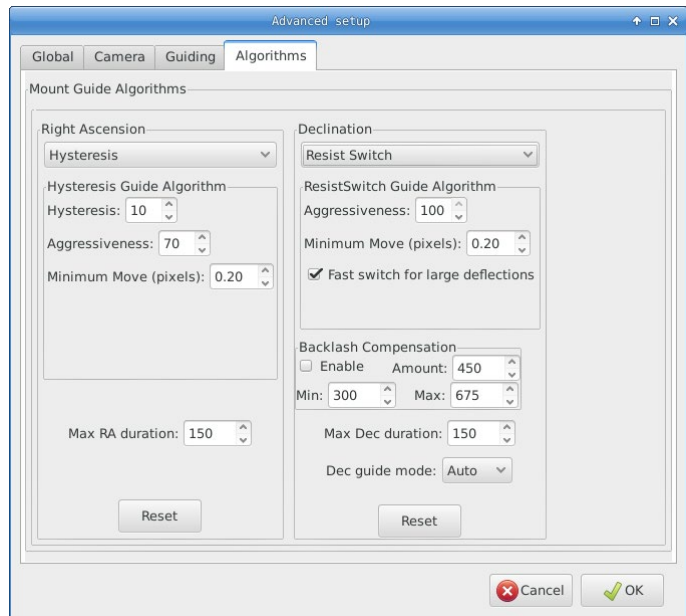 Advanced setup
Global Camera Guiding Algorithms
Mount Guide Algorithms
Right Ascension
Hysteresis
Hysteresis Guide Algorithm
Hysteresis: 10
Aggressiveness: 70
Minimum Move (pixels): 0.20
Max RA duration: 150
Reset
Declination
Resist Switch
ResistSwitch Guide Algorithm
Aggressiveness: 100
Minimum Move (pixels): 0.20
Fast switch for large deflections
Backlash Compensation
Enable Amount: 450
Min: 300 Max: 675
Max Dec duration: 150
Dec guide mode: Auto
Reset
Cancel OK